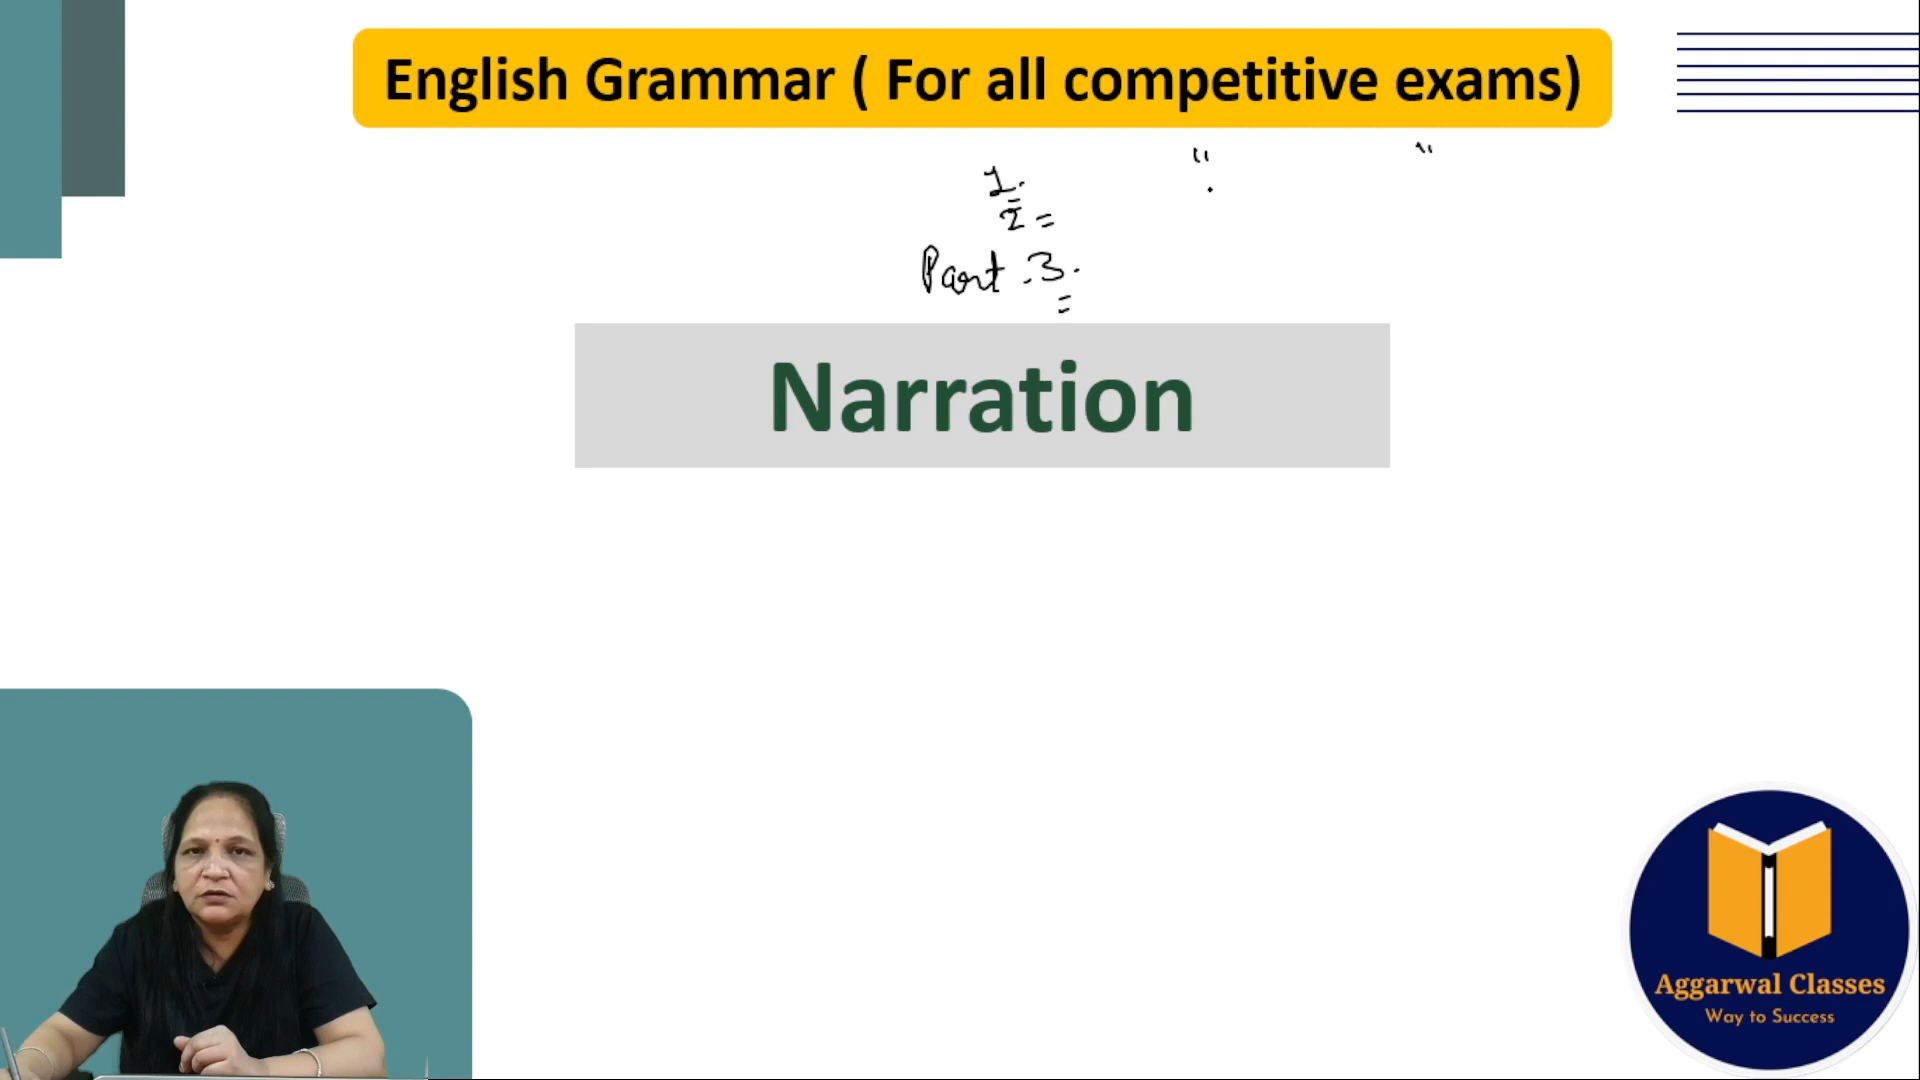 English Grammar ( For all competitive exams)
“ ”
1.
2
Part .3.
Narration
Aggarwal Classes
Way to Success